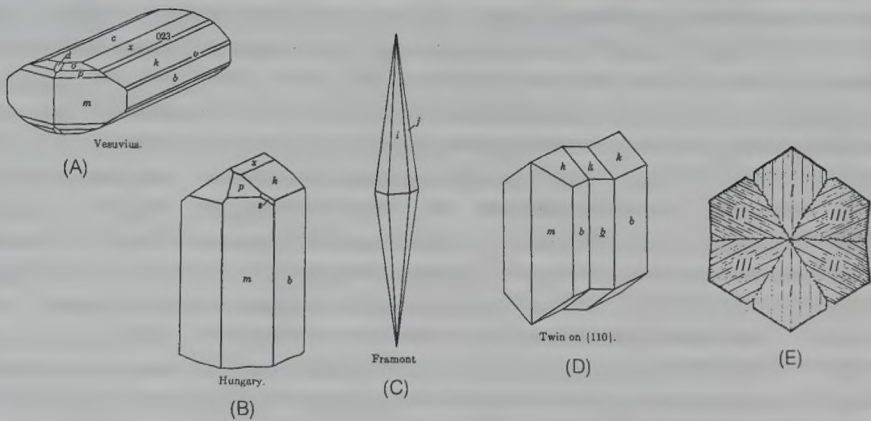 c
x
023
d
o
o
k
p
b
m
Vesuvius.
(A)
x
k
p
s
m
b
Hungary.
(B)
i
j
Framont
(C)
k
k
k
m
b
b
b
Twin on [110].
(D)
I
II
III
III
II
I
(E)